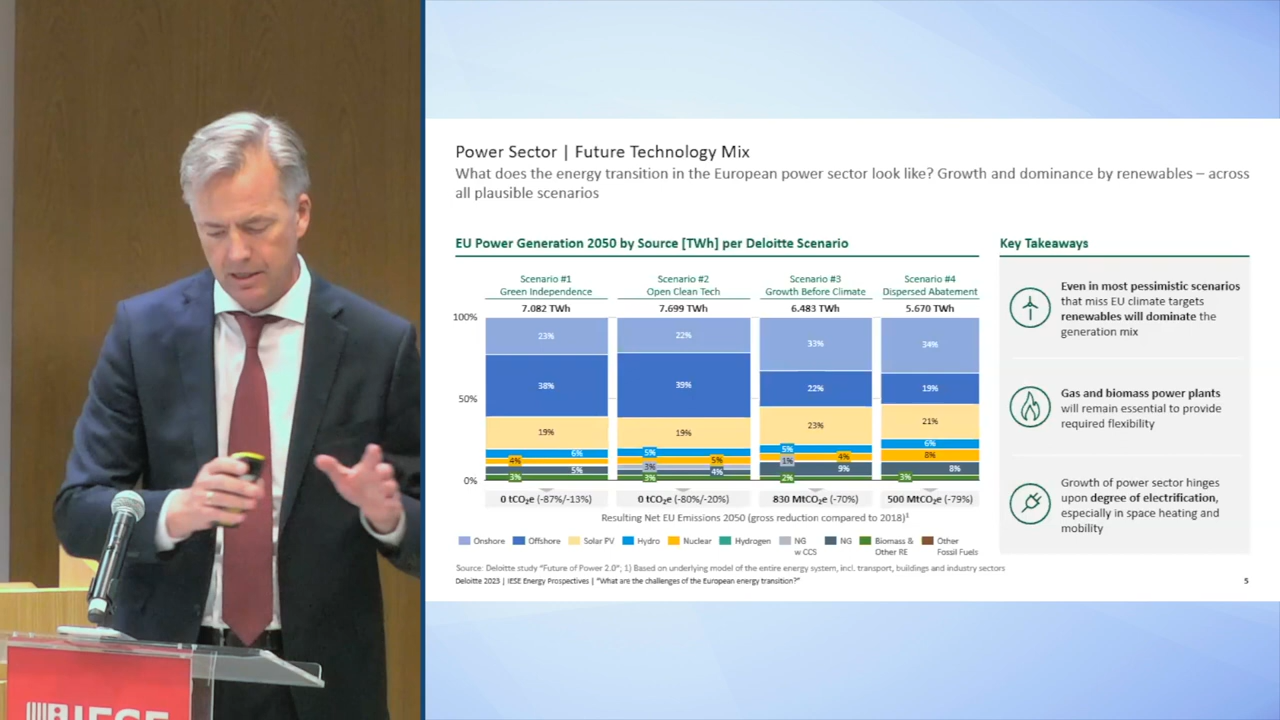 Power Sector | Future Technology Mix
What does the energy transition in the European power sector look like? Growth and dominance by renewables – across
all plausible scenarios
EU Power Generation 2050 by Source [TWh] per Deloitte Scenario
Scenario #1
Green Independence
7.082 TWh
Scenario #2
Open Clean Tech
7.699 TWh
Scenario #3
Growth Before Climate
6.483 TWh
Scenario #4
Dispersed Abatement
5.670 TWh
100%
50%
0%
23%
38%
19%
6%
4%
5%
3%
22%
39%
19%
5%
5%
3%
4%
3%
33%
22%
23%
5%
4%
1%
9%
2%
34%
19%
21%
6%
8%
8%
3%
0 tCO₂e (-87%/-13%)
0 tCO₂e (-80%/-20%)
830 MtCO₂e (-70%)
500 MtCO₂e (-79%)
Resulting Net EU Emissions 2050 (gross reduction compared to 2018)¹
Onshore
Offshore
Solar PV
Hydro
Nuclear
Hydrogen
NG
w CCS
NG
Biomass &
Other RE
Other
Fossil Fuels
Key Takeaways
Even in most pessimistic scenarios
that miss EU climate targets
renewables will dominate the
generation mix
Gas and biomass power plants
will remain essential to provide
required flexibility
Growth of power sector hinges
upon degree of electrification,
especially in space heating and
mobility
Source: Deloitte study "Future of Power 2.0"; 1) Based on underlying model of the entire energy system, incl. transport, buildings and industry sectors
Deloitte 2023 | IESE Energy Prospectives | "What are the challenges of the European energy transition?"
5
IESE